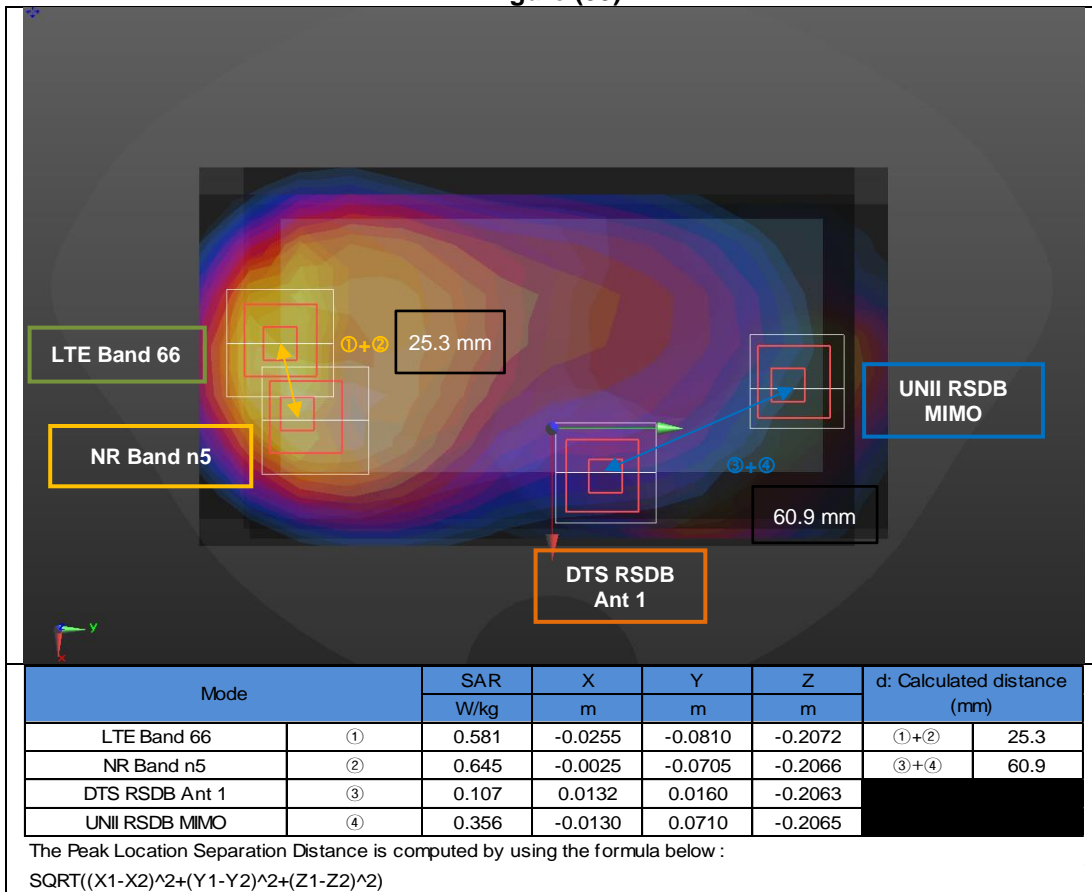 LTE Band 66
①+②
25.3 mm
NR Band n5
UNII RSDB
MIMO
③+④
60.9 mm
DTS RSDB
Ant 1
Y
X
Mode SAR X Y Z d: Calculated distance (mm)
W/kg m m m
LTE Band 66 ① 0.581 -0.0255 -0.0810 -0.2072 ①+② 25.3
NR Band n5 ② 0.645 -0.0025 -0.0705 -0.2066 ③+④ 60.9
DTS RSDB Ant 1 ③ 0.107 0.0132 0.0160 -0.2063
UNII RSDB MIMO ④ 0.356 -0.0130 0.0710 -0.2065
The Peak Location Separation Distance is computed by using the formula below :
SQRT((X1-X2)^2+(Y1-Y2)^2+(Z1-Z2)^2)